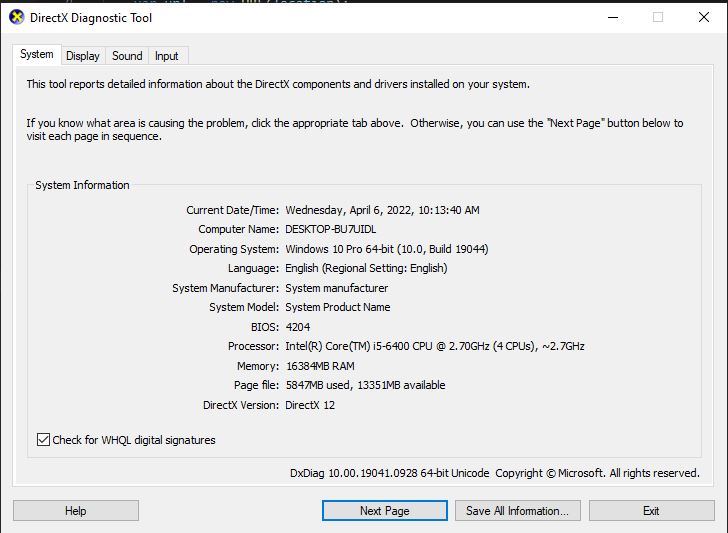 DirectX Diagnostic Tool
System Display Sound Input
This tool reports detailed information about the DirectX components and drivers installed on your system.
If you know what area is causing the problem, click the appropriate tab above. Otherwise, you can use the "Next Page" button below to
visit each page in sequence.
System Information
Current Date/Time: Wednesday, April 6, 2022, 10:13:40 AM
Computer Name: DESKTOP-BU7UIDL
Operating System: Windows 10 Pro 64-bit (10.0, Build 19044)
Language: English (Regional Setting: English)
System Manufacturer: System manufacturer
System Model: System Product Name
BIOS: 4204
Processor: Intel(R) Core(TM) i5-6400 CPU @ 2.70GHz (4 CPUs), ~2.7GHz
Memory: 16384MB RAM
Page file: 5847MB used, 13351MB available
DirectX Version: DirectX 12
Check for WHQL digital signatures
DxDiag 10.00.19041.0928 64-bit Unicode Copyright © Microsoft. All rights reserved.
Help Next Page Save All Information... Exit